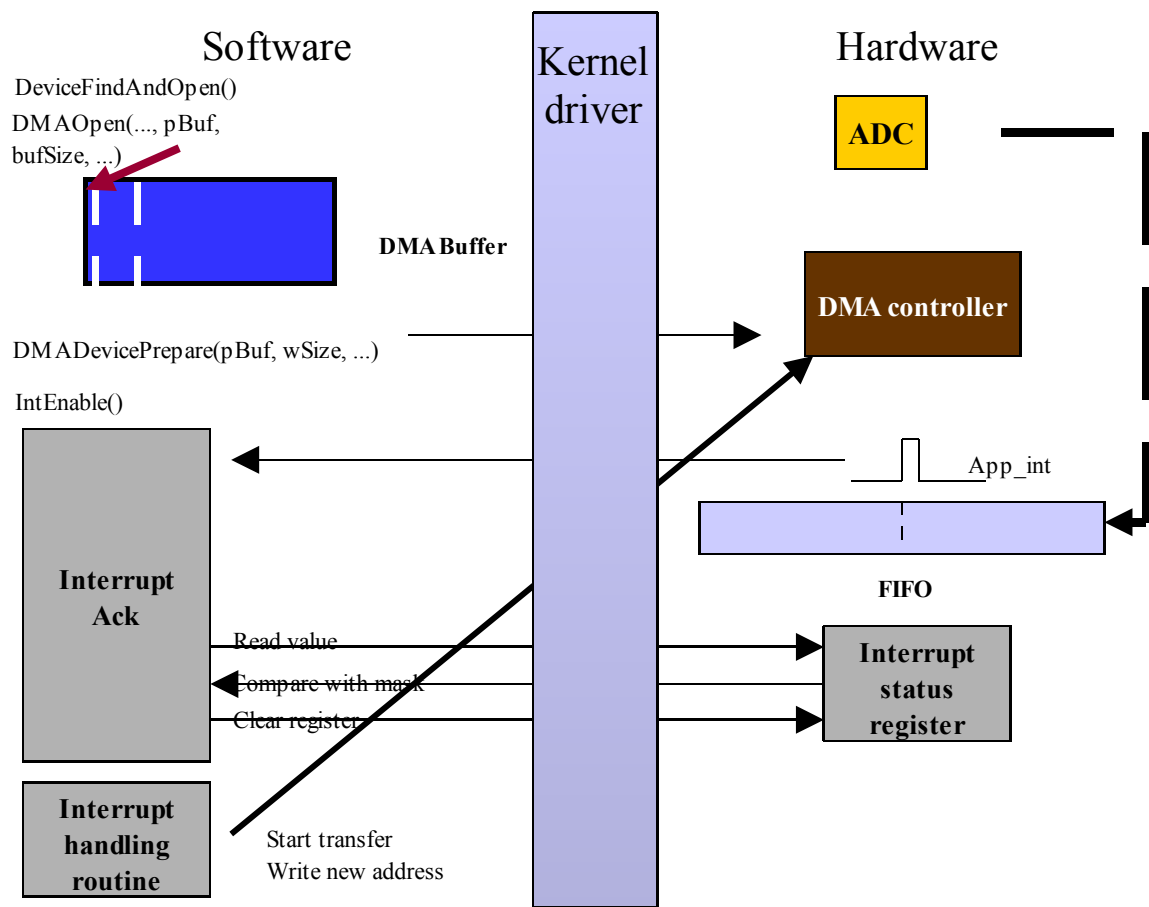 Software
Kernel
driver
Hardware
DeviceFindAndOpen()
DMAOpen(..., pBuf,
bufSize, ...)
ADC
DMA Buffer
DMA controller
DMADevicePrepare(pBuf, wSize, ...)
IntEnable()
App_int
FIFO
Interrupt
Ack
Read value
Compare with mask
Clear register
Interrupt
status
register
Interrupt
handling
routine
Start transfer
Write new address